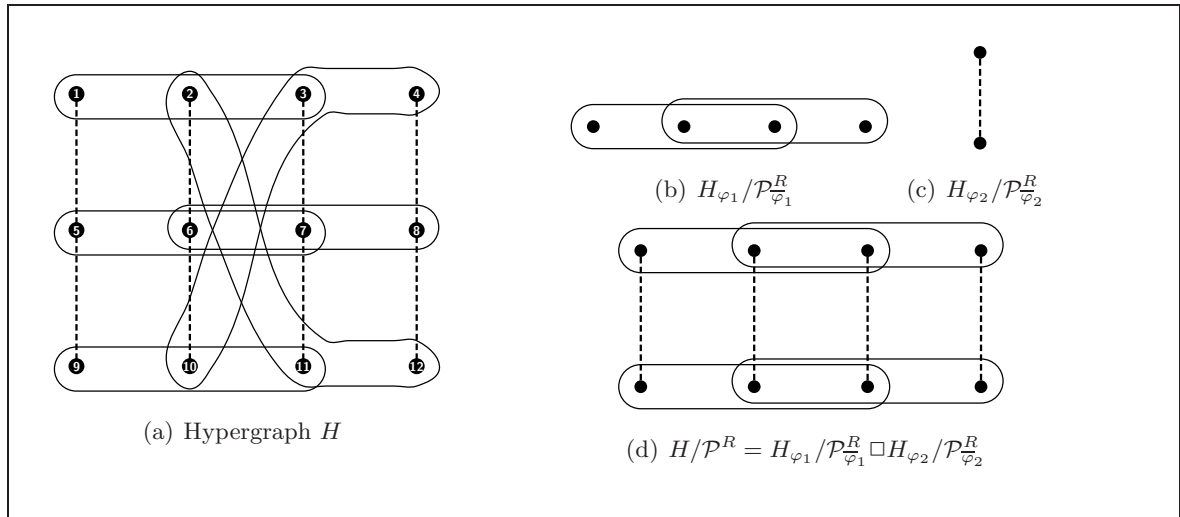 1 2 3 4
5 6 7 8
9 10 11 12
(a) Hypergraph H
(b) H_{φ₁}/𝒫^R_{\overline{φ₁}}
(c) H_{φ₂}/𝒫^R_{\overline{φ₂}}
(d) H/𝒫^R = H_{φ₁}/𝒫^R_{\overline{φ₁}} □ H_{φ₂}/𝒫^R_{\overline{φ₂}}